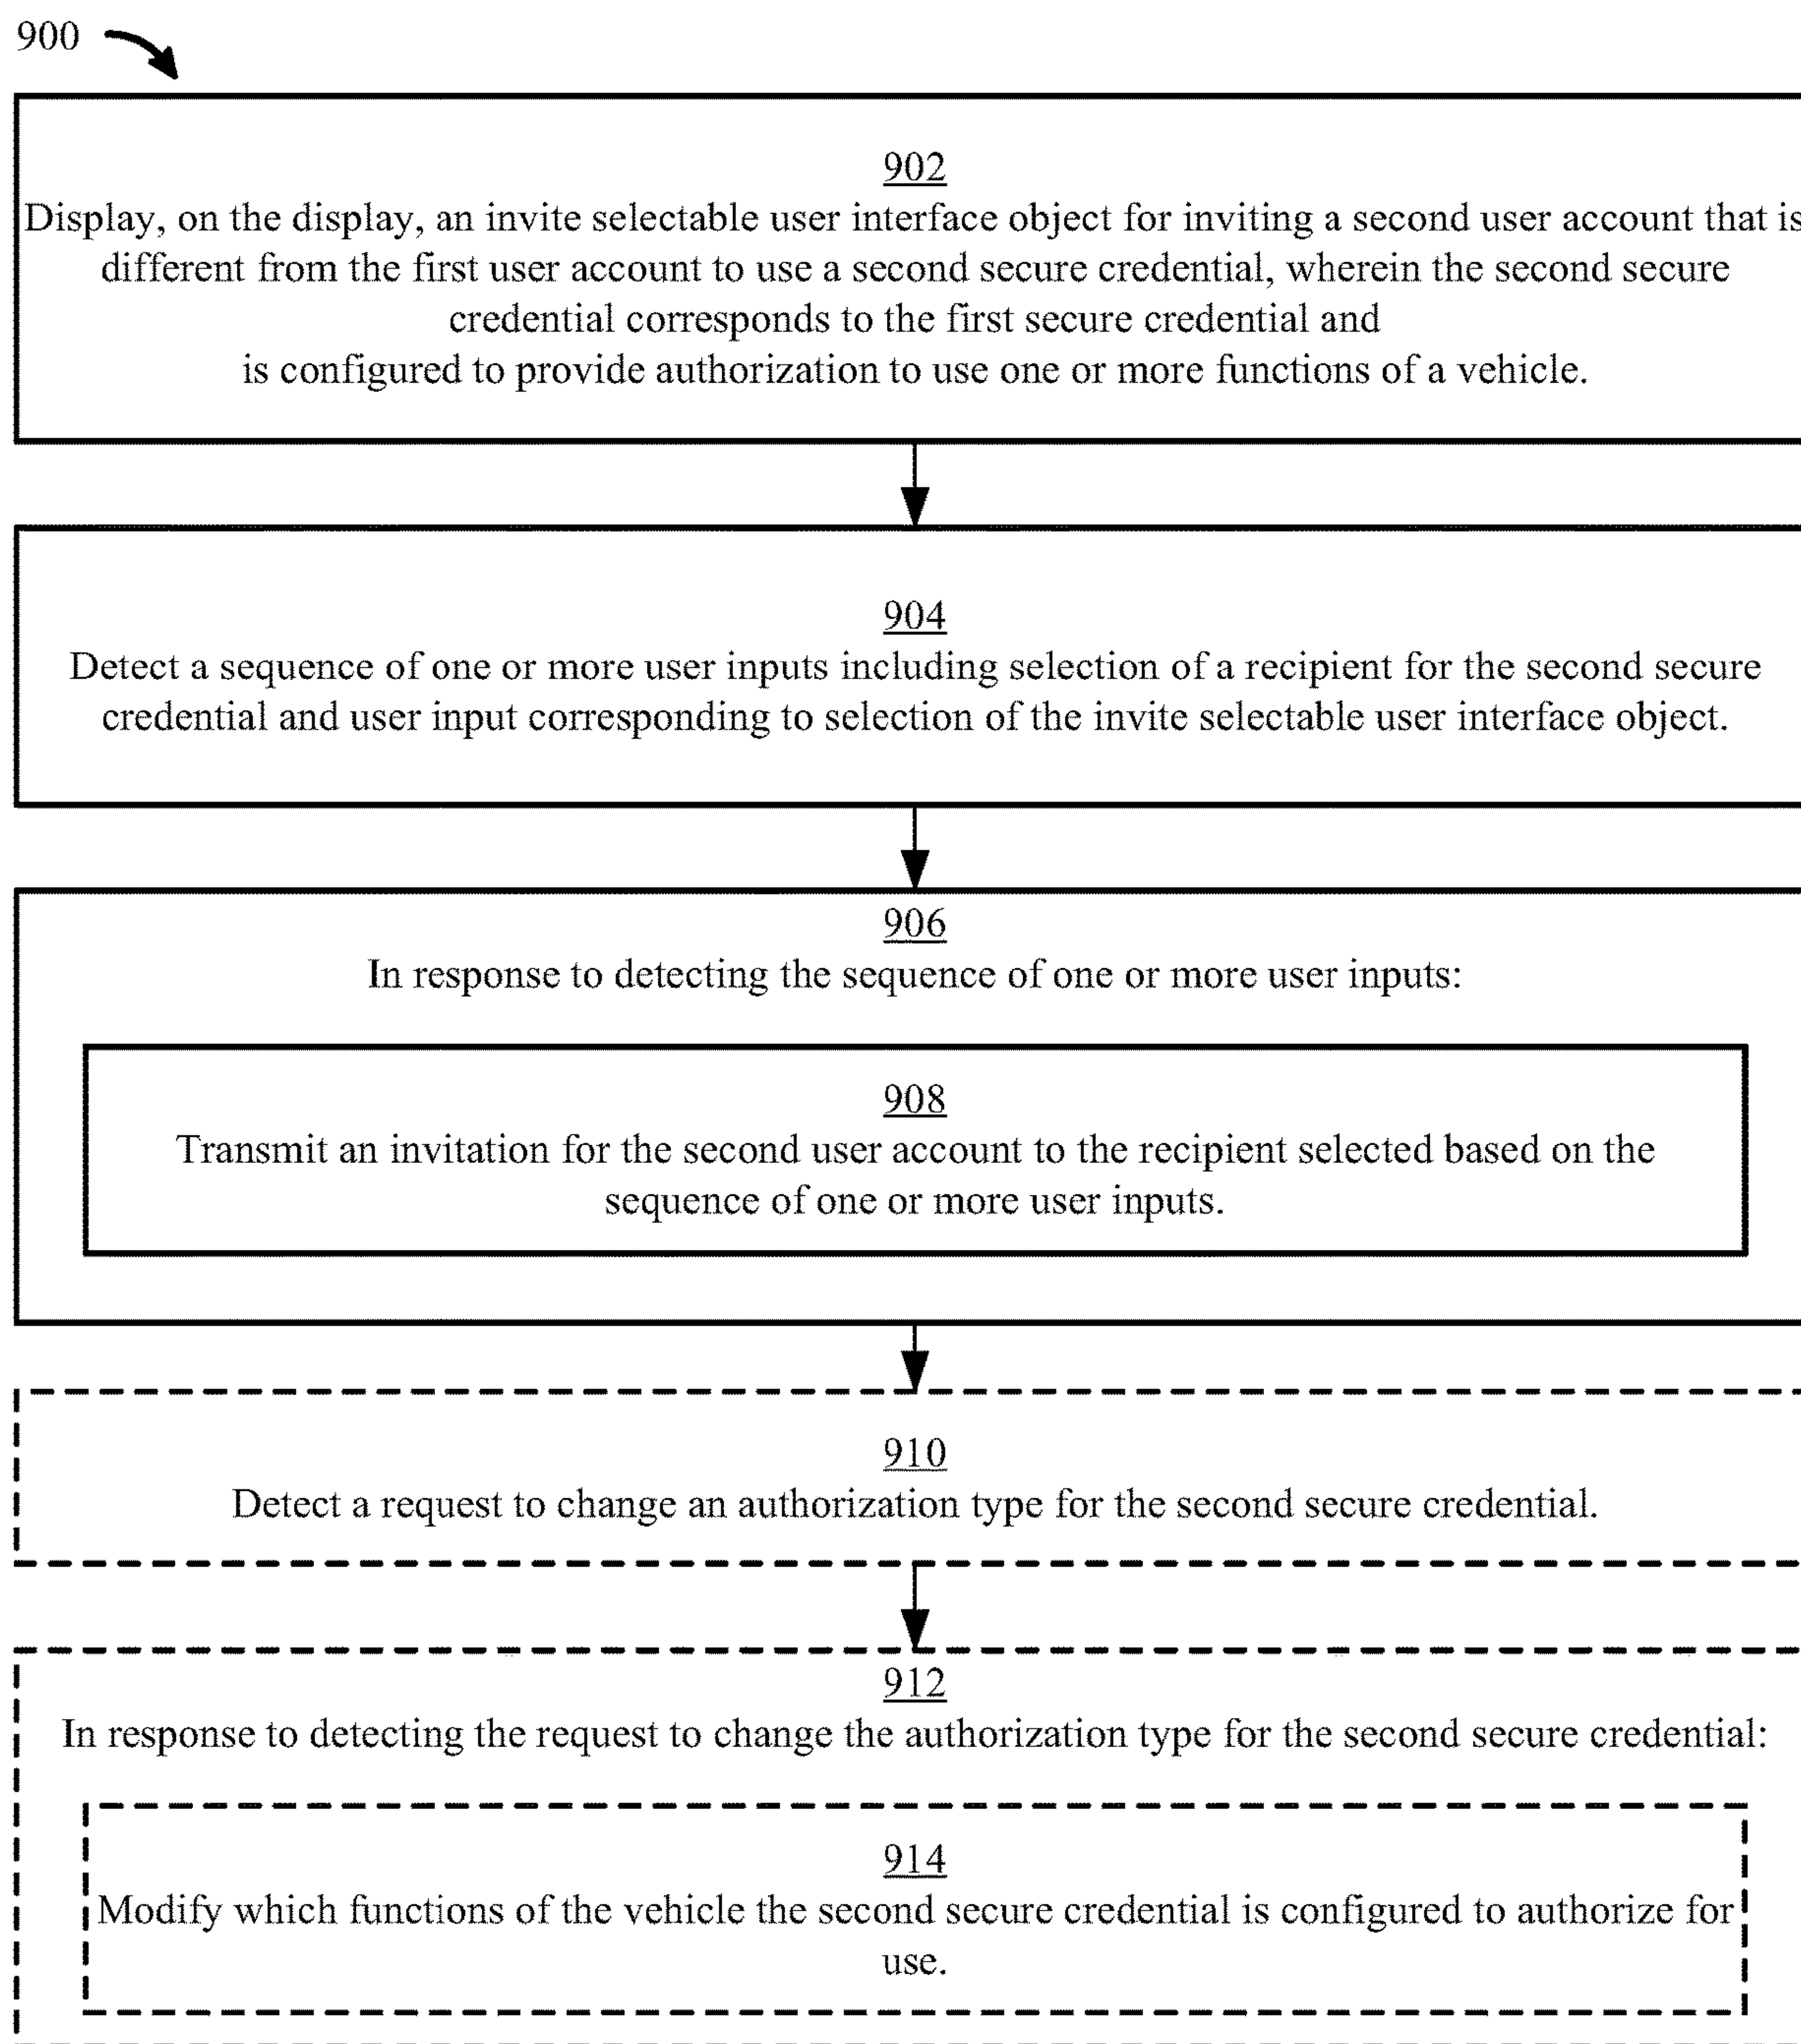 900
902
Display, on the display, an invite selectable user interface object for inviting a second user account that is
different from the first user account to use a second secure credential, wherein the second secure
credential corresponds to the first secure credential and
is configured to provide authorization to use one or more functions of a vehicle.
904
Detect a sequence of one or more user inputs including selection of a recipient for the second secure
credential and user input corresponding to selection of the invite selectable user interface object.
906
In response to detecting the sequence of one or more user inputs:
908
Transmit an invitation for the second user account to the recipient selected based on the
sequence of one or more user inputs.
910
Detect a request to change an authorization type for the second secure credential.
912
In response to detecting the request to change the authorization type for the second secure credential:
914
Modify which functions of the vehicle the second secure credential is configured to authorize for
use.